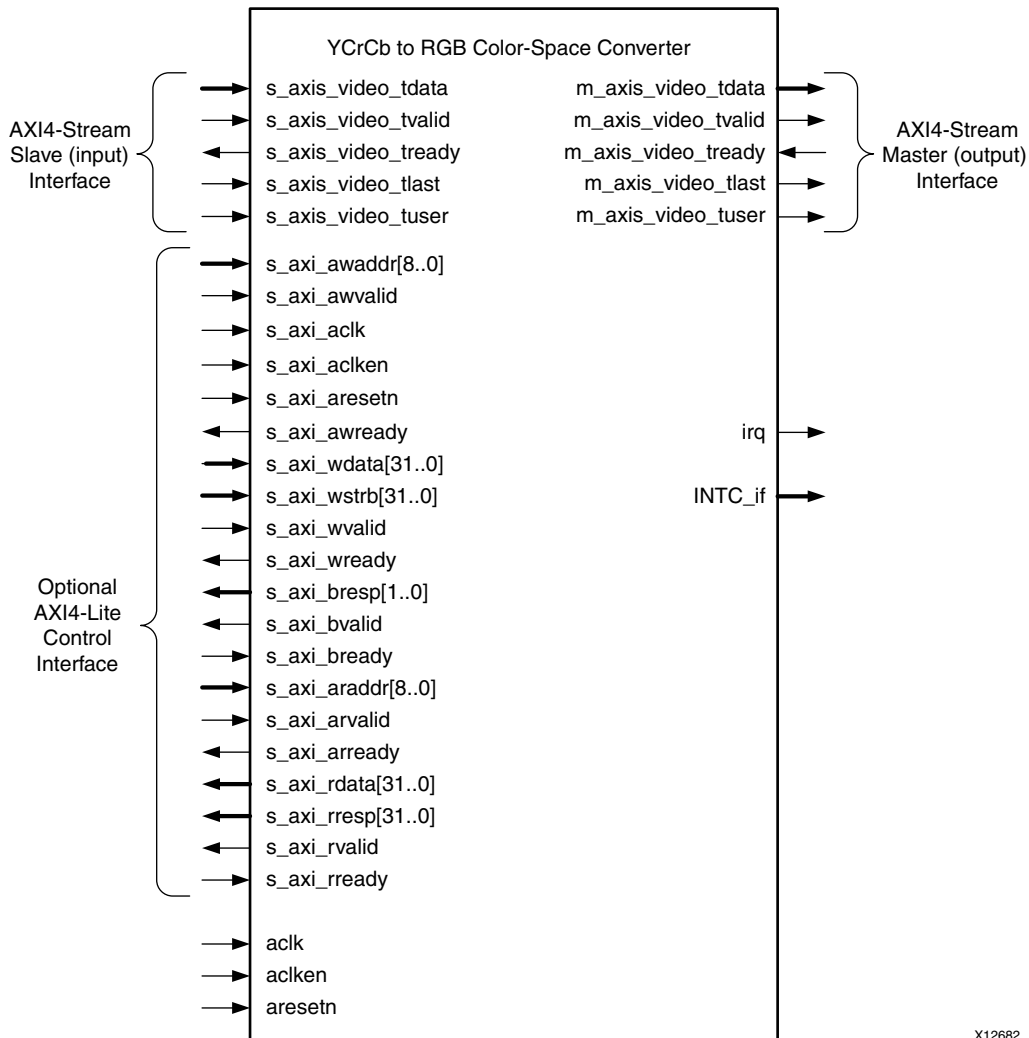 YCrCb to RGB Color-Space Converter
AXI4-Stream
Slave (input)
Interface
s_axis_video_tdata
s_axis_video_tvalid
s_axis_video_tready
s_axis_video_tlast
s_axis_video_tuser
m_axis_video_tdata
m_axis_video_tvalid
m_axis_video_tready
m_axis_video_tlast
m_axis_video_tuser
AXI4-Stream
Master (output)
Interface
Optional
AXI4-Lite
Control
Interface
s_axi_awaddr[8..0]
s_axi_awvalid
s_axi_aclk
s_axi_aclken
s_axi_aresetn
s_axi_awready
s_axi_wdata[31..0]
s_axi_wstrb[31..0]
s_axi_wvalid
s_axi_wready
s_axi_bresp[1..0]
s_axi_bvalid
s_axi_bready
s_axi_araddr[8..0]
s_axi_arvalid
s_axi_arready
s_axi_rdata[31..0]
s_axi_rresp[31..0]
s_axi_rvalid
s_axi_rready
irq
INTC_if
aclk
aclken
aresetn
X12682